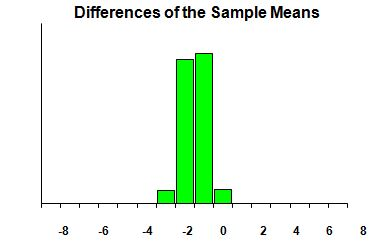 Differences of the Sample Means
-8 -6 -4 -2 0 2 4 6 8